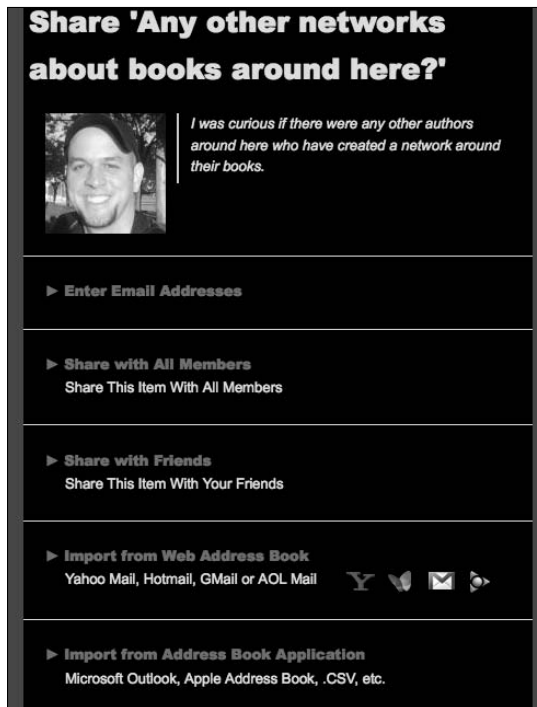 Share 'Any other networks
about books around here?'
I was curious if there were any other authors
around here who have created a network around
their books.
► Enter Email Addresses
► Share with All Members
Share This Item With All Members
► Share with Friends
Share This Item With Your Friends
► Import from Web Address Book
Yahoo Mail, Hotmail, GMail or AOL Mail
► Import from Address Book Application
Microsoft Outlook, Apple Address Book, .CSV, etc.